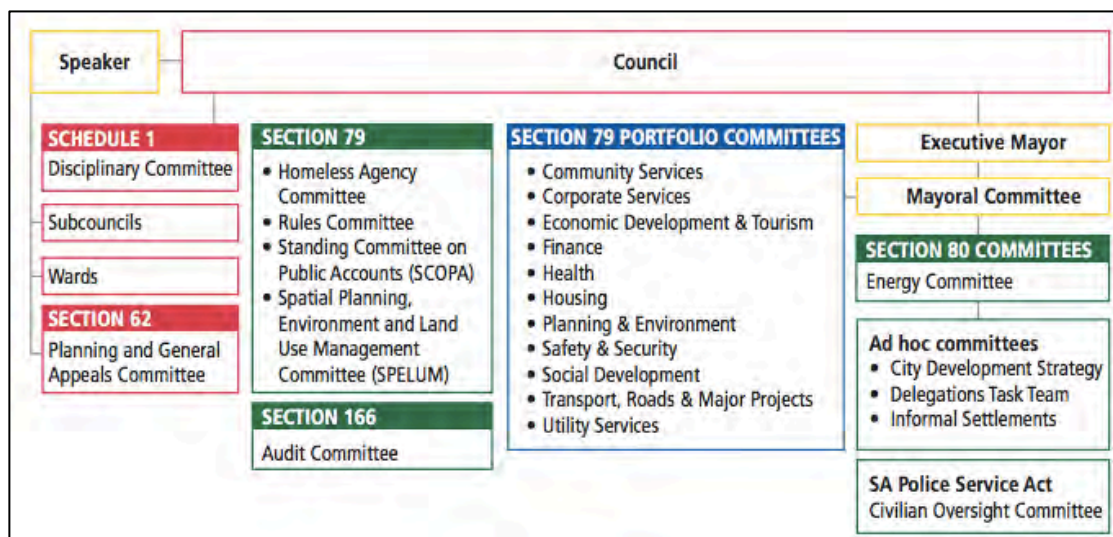 Speaker
Council
SCHEDULE 1
Disciplinary Committee
Subcouncils
Wards
SECTION 62
Planning and General
Appeals Committee
SECTION 79
• Homeless Agency
Committee
• Rules Committee
• Standing Committee on
Public Accounts (SCOPA)
• Spatial Planning,
Environment and Land
Use Management
Committee (SPELUM)
SECTION 166
Audit Committee
SECTION 79 PORTFOLIO COMMITTEES
• Community Services
• Corporate Services
• Economic Development & Tourism
• Finance
• Health
• Housing
• Planning & Environment
• Safety & Security
• Social Development
• Transport, Roads & Major Projects
• Utility Services
Executive Mayor
Mayoral Committee
SECTION 80 COMMITTEES
Energy Committee
Ad hoc committees
• City Development Strategy
• Delegations Task Team
• Informal Settlements
SA Police Service Act
Civilian Oversight Committee